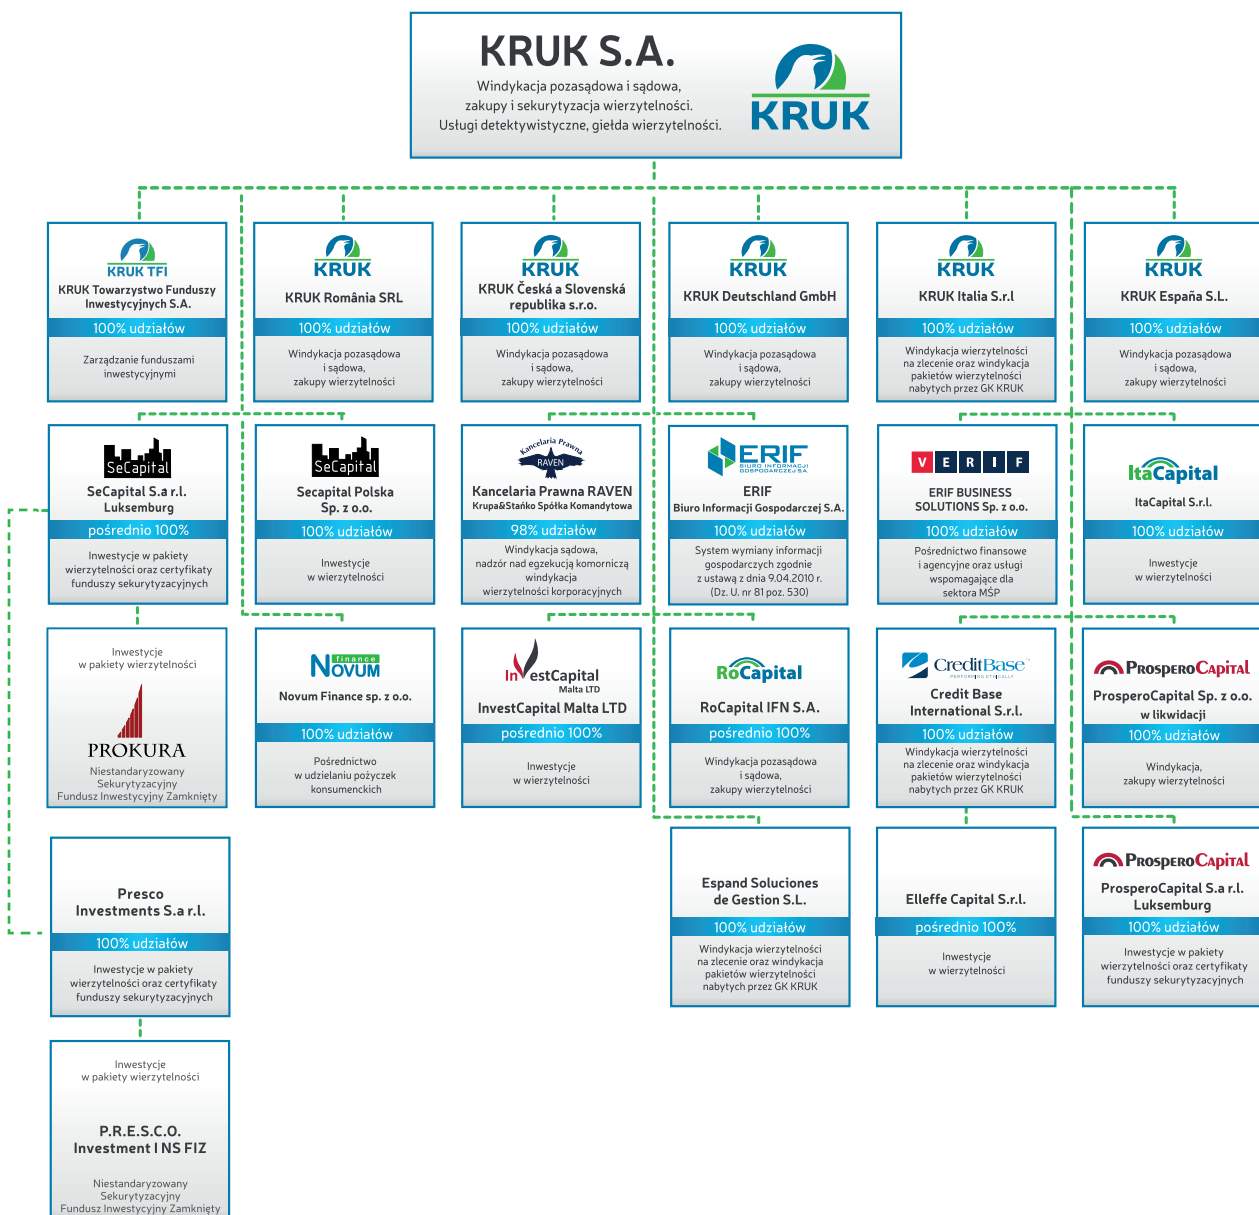 KRUK S.A.
Windykacja pozasądowa i sądowa,
zakupy i sekurytyzacja wierzytelności.
Usługi detektywistyczne, giełda wierzytelności.
KRUK
KRUK TFI
KRUK Towarzystwo Funduszy
Inwestycyjnych S.A.
100% udziałów
Zarządzanie funduszami
inwestycyjnymi
KRUK
KRUK România SRL
100% udziałów
Windykacja pozasądowa
i sądowa,
zakupy wierzytelności
KRUK
KRUK Česká a Slovenská
republika s.r.o.
100% udziałów
Windykacja pozasądowa
i sądowa,
zakupy wierzytelności
KRUK
KRUK Deutschland GmbH
100% udziałów
Windykacja pozasądowa
i sądowa,
zakupy wierzytelności
KRUK
KRUK Italia S.r.l
100% udziałów
Windykacja wierzytelności
na zlecenie oraz windykacja
pakietów wierzytelności
nabytych przez GK KRUK
KRUK
KRUK España S.L.
100% udziałów
Windykacja pozasądowa
i sądowa,
zakupy wierzytelności
SeCapital
SeCapital S.a r.l.
Luksemburg
pośrednio 100%
Inwestycje w pakiety
wierzytelności oraz certyfikaty
funduszy sekurytyzacyjnych
SeCapital
Secapital Polska
Sp. z o.o.
100% udziałów
Inwestycje
w wierzytelności
Kancelaria Prawna
RAVEN
Kancelaria Prawna RAVEN
Krupa&Stańko Spółka Komandytowa
98% udziałów
Windykacja sądowa,
nadzór nad egzekucją komorniczą
windykacja
wierzytelności korporacyjnych
ERIF
BIURO INFORMACJI
GOSPODARCZEJ S.A.
ERIF
Biuro Informacji Gospodarczej S.A.
100% udziałów
System wymiany informacji
gospodarczych zgodnie
z ustawą z dnia 9.04.2010 r.
(Dz. U. nr 81 poz. 530)
VERIF
ERIF BUSINESS
SOLUTIONS Sp. z o.o.
100% udziałów
Pośrednictwo finansowe
i agencyjne oraz usługi
wspomagające dla
sektora MŚP
ItaCapital
ItaCapital S.r.l.
100% udziałów
Inwestycje
w wierzytelności
Inwestycje
w pakiety wierzytelności
PROKURA
Niestandaryzowany
Sekurytyzacyjny
Fundusz Inwestycyjny Zamknięty
finance
NOVUM
Novum Finance sp. z o.o.
100% udziałów
Pośrednictwo
w udzielaniu pożyczek
konsumenckich
InVestCapital
Malta LTD
InvestCapital Malta LTD
pośrednio 100%
Inwestycje
w wierzytelności
RoCapital
RoCapital IFN S.A.
pośrednio 100%
Windykacja pozasądowa
i sądowa,
zakupy wierzytelności
CreditBase™
PERFORMING ETHICALLY
Credit Base
International S.r.l.
100% udziałów
Windykacja wierzytelności
na zlecenie oraz windykacja
pakietów wierzytelności
nabytych przez GK KRUK
PROSPEROCAPITAL
ProsperoCapital Sp. z o.o.
w likwidacji
100% udziałów
Windykacja,
zakupy wierzytelności
Presco
Investments S.a r.l.
100% udziałów
Inwestycje w pakiety
wierzytelności oraz certyfikaty
funduszy sekurytyzacyjnych
Espand Soluciones
de Gestion S.L.
100% udziałów
Windykacja wierzytelności
na zlecenie oraz windykacja
pakietów wierzytelności
nabytych przez GK KRUK
Elleffe Capital S.r.l.
pośrednio 100%
Inwestycje
w wierzytelności
PROSPEROCAPITAL
ProsperoCapital S.a r.l.
Luksemburg
100% udziałów
Inwestycje w pakiety
wierzytelności oraz certyfikaty
funduszy sekurytyzacyjnych
Inwestycje
w pakiety wierzytelności
P.R.E.S.C.O.
Investment I NS FIZ
Niestandaryzowany
Sekurytyzacyjny
Fundusz Inwestycyjny Zamknięty